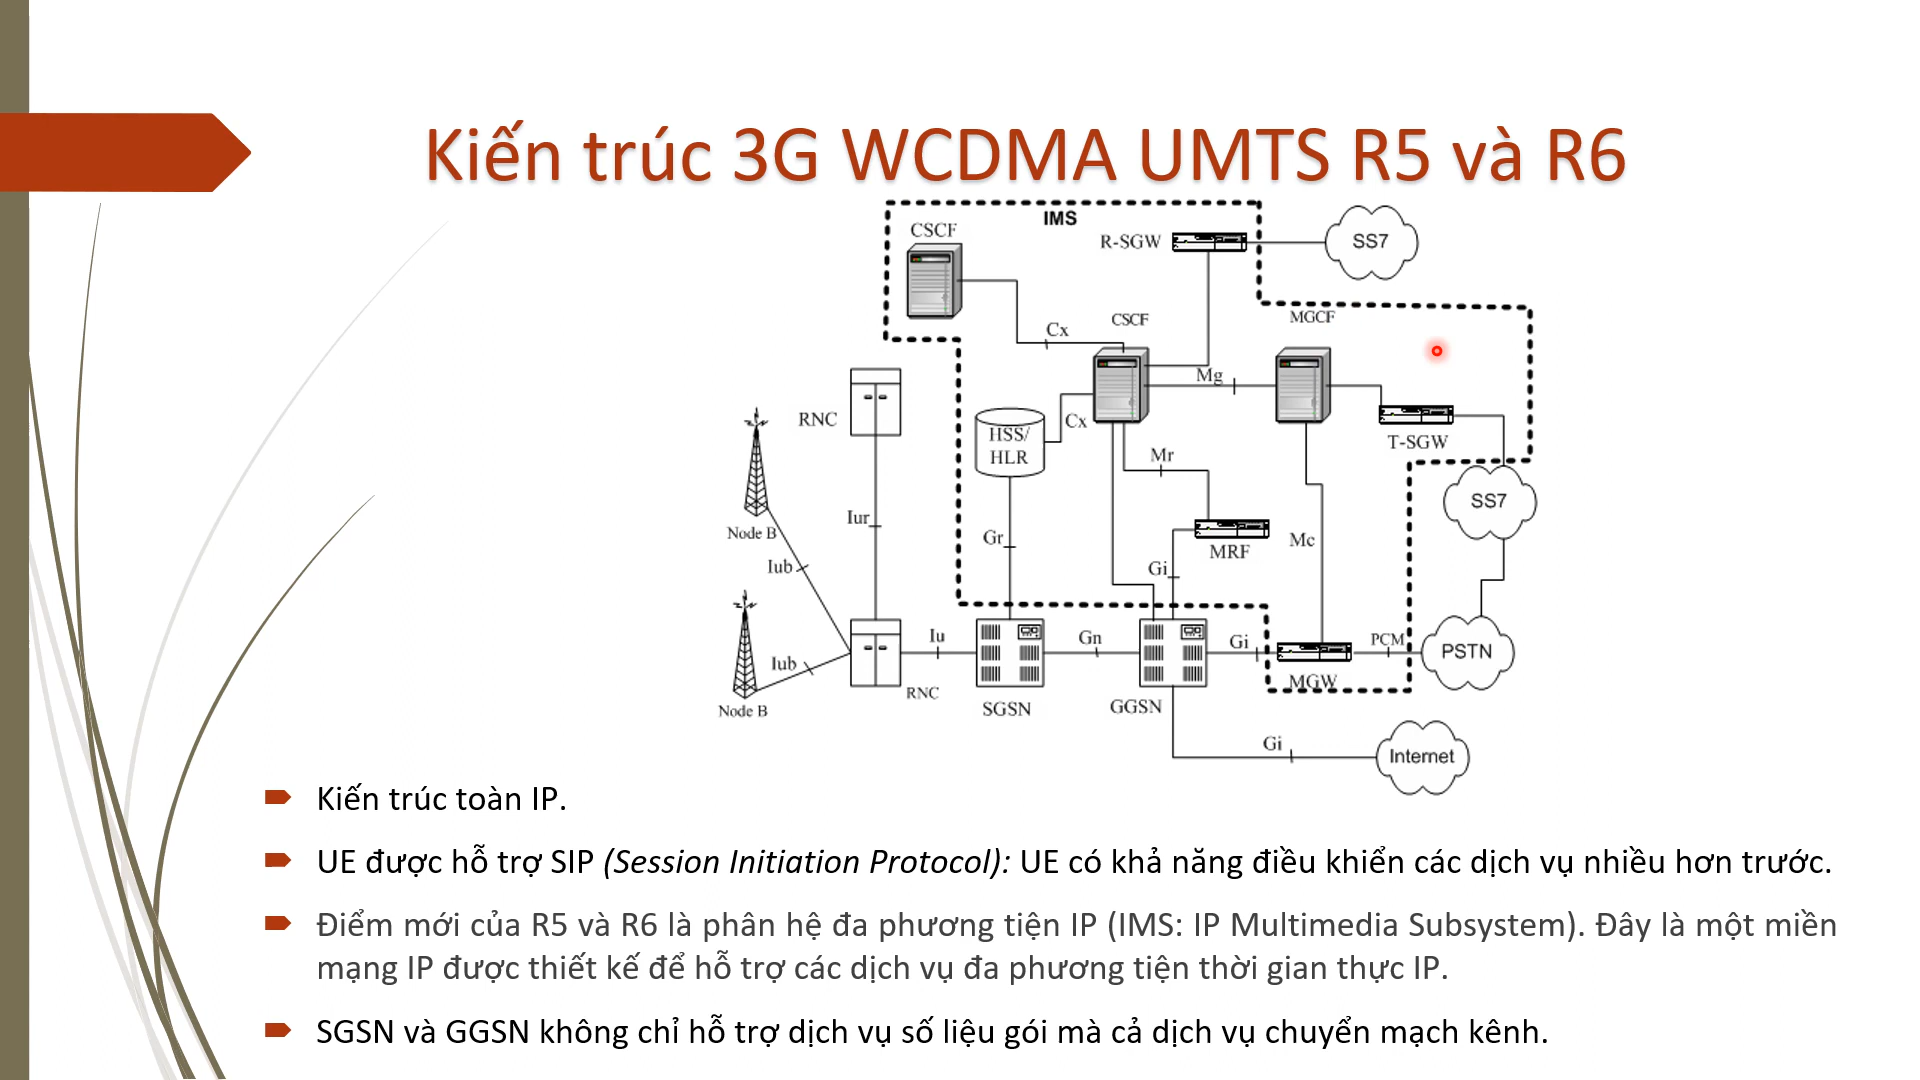 Kiến trúc 3G WCDMA UMTS R5 và R6
IMS
CSCF
R-SGW
SS7
Cx
CSCF
MGCF
Mg
RNC
HSS/
HLR
Cx
T-SGW
Mr
SS7
Iur
Node B
Gr
MRF
Mc
Iub
Gi
Iu
Gn
Gi
PCM
PSTN
Iub
RNC
MGW
Node B
SGSN
GGSN
Gi
Internet
Kiến trúc toàn IP.
UE được hỗ trợ SIP (Session Initiation Protocol): UE có khả năng điều khiển các dịch vụ nhiều hơn trước.
Điểm mới của R5 và R6 là phân hệ đa phương tiện IP (IMS: IP Multimedia Subsystem). Đây là một miền
mạng IP được thiết kế để hỗ trợ các dịch vụ đa phương tiện thời gian thực IP.
SGSN và GGSN không chỉ hỗ trợ dịch vụ số liệu gói mà cả dịch vụ chuyển mạch kênh.